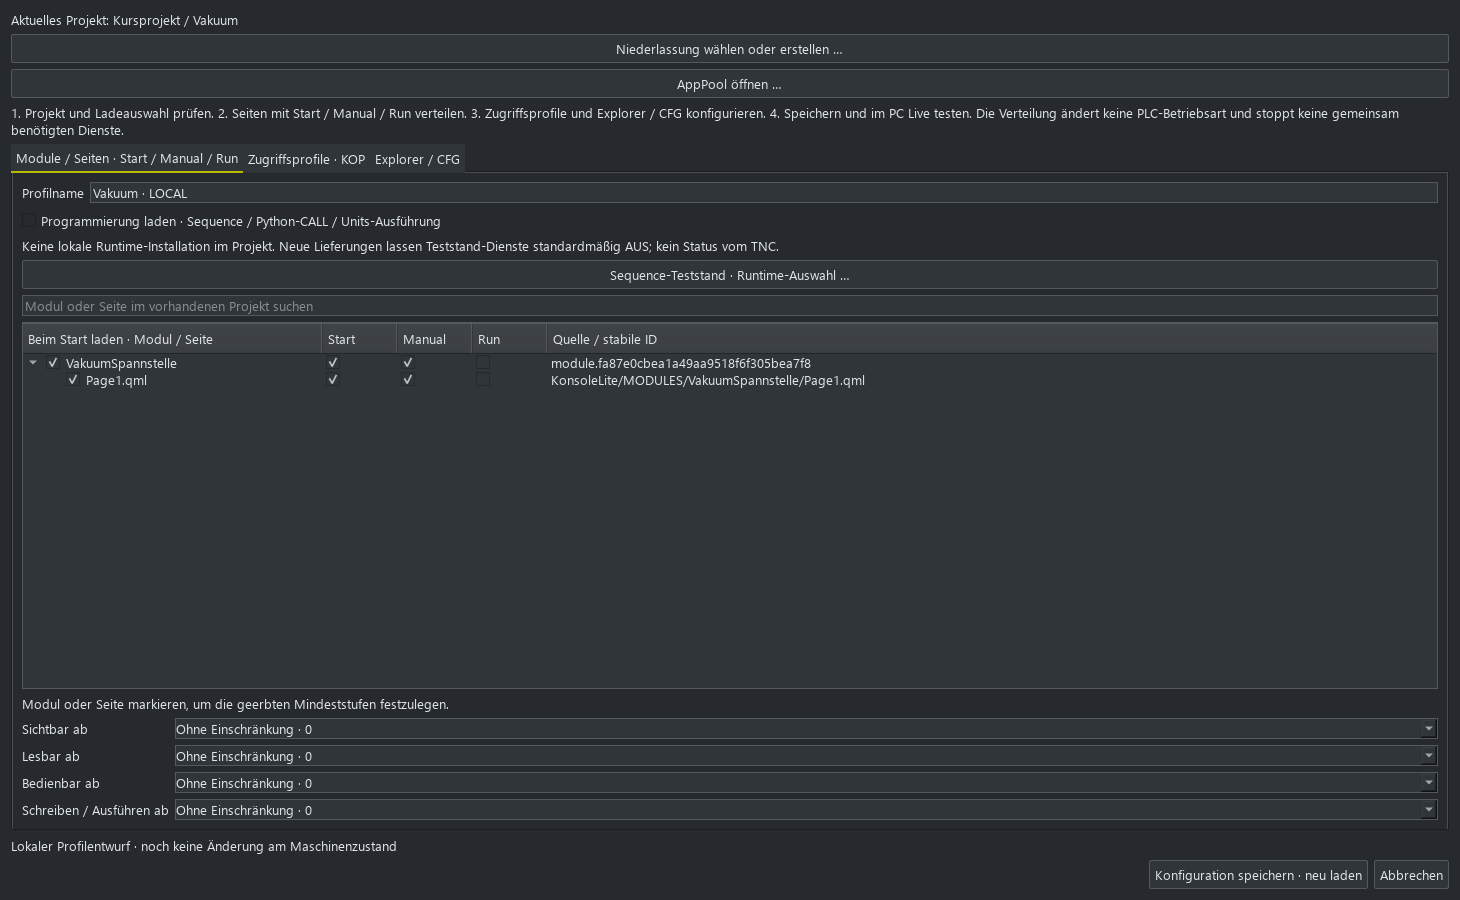 Aktuelles Projekt: Kursprojekt / Vakuum
Niederlassung wählen oder erstellen ...
AppPool öffnen ...
1. Projekt und Ladeauswahl prüfen. 2. Seiten mit Start / Manual / Run verteilen. 3. Zugriffsprofile und Explorer / CFG konfigurieren. 4. Speichern und im PC Live testen. Die Verteilung ändert keine PLC-Betriebsart und stoppt keine gemeinsam
benötigten Dienste.
Module / Seiten · Start / Manual / Run Zugriffsprofile · KOP Explorer / CFG
Profilname Vakuum · LOCAL
Programmierung laden · Sequence / Python-CALL / Units-Ausführung
Keine lokale Runtime-Installation im Projekt. Neue Lieferungen lassen Teststand-Dienste standardmäßig AUS; kein Status vom TNC.
Sequence-Teststand · Runtime-Auswahl ...
Modul oder Seite im vorhandenen Projekt suchen
Beim Start laden · Modul / Seite Start Manual Run Quelle / stabile ID
VakuumSpannstelle module.fa87e0cbea1a49aa9518f6f305bea7f8
Page1.qml KonsoleLite/MODULES/VakuumSpannstelle/Page1.qml
Modul oder Seite markieren, um die geerbten Mindeststufen festzulegen.
Sichtbar ab Ohne Einschränkung · 0
Lesbar ab Ohne Einschränkung · 0
Bedienbar ab Ohne Einschränkung · 0
Schreiben / Ausführen ab Ohne Einschränkung · 0
Lokaler Profilentwurf · noch keine Änderung am Maschinenzustand
Konfiguration speichern · neu laden Abbrechen